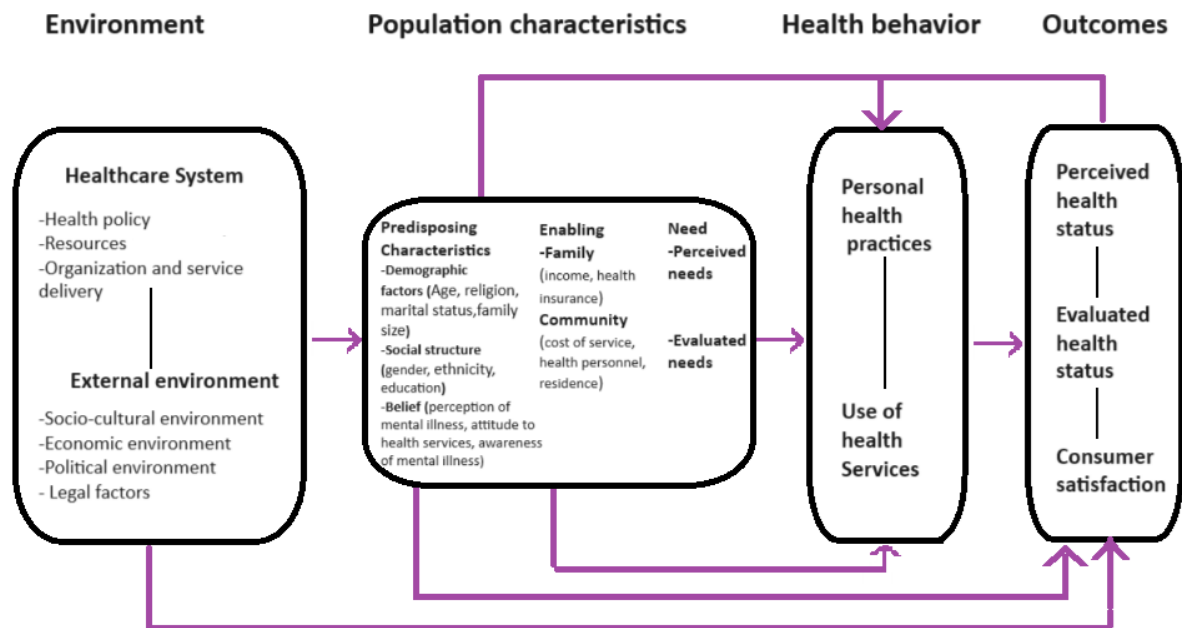 Environment
Population characteristics
Health behavior
Outcomes
Healthcare System
-Health policy
-Resources
-Organization and service
delivery
External environment
-Socio-cultural environment
-Economic environment
-Political environment
- Legal factors
Predisposing
Characteristics
-Demographic
factors (Age, religion,
marital status,family
size)
-Social structure
(gender, ethnicity,
education)
-Belief (perception of
mental illness, attitude to
health services, awareness
of mental illness)
Enabling
-Family
(income, health
insurance)
Community
(cost of service,
health personnel,
residence)
Need
-Perceived
needs
-Evaluated
needs
Personal
health
practices
Use of
health
Services
Perceived
health
status
Evaluated
health
status
Consumer
satisfaction